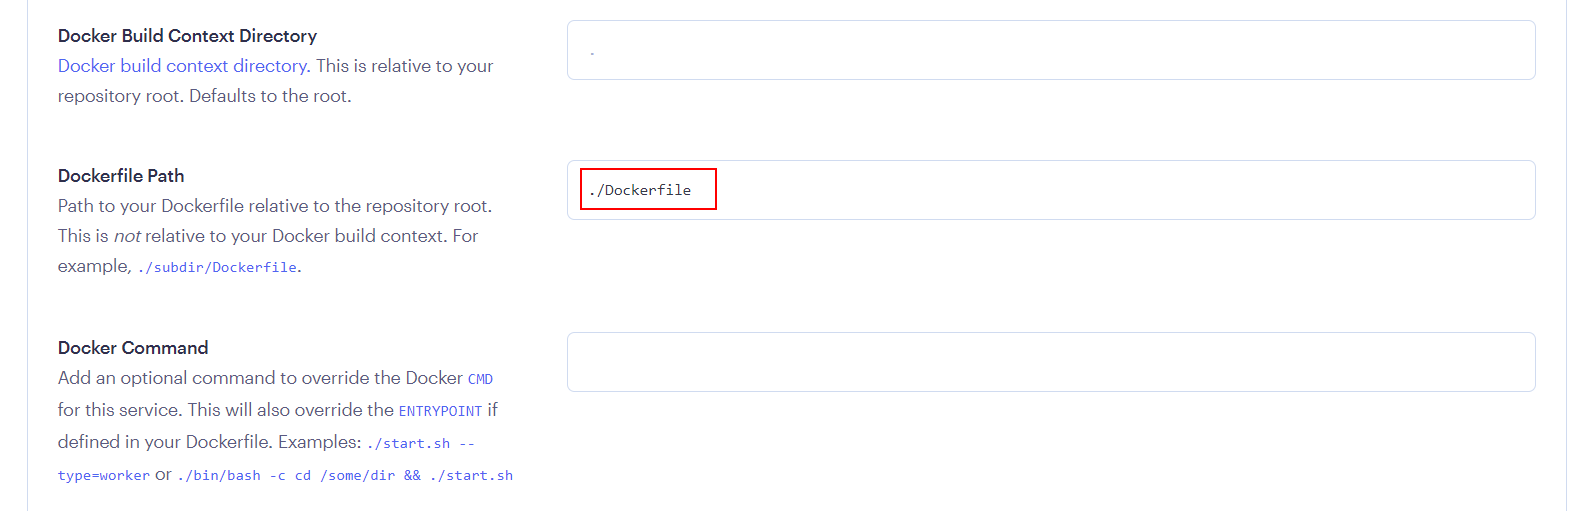 Docker Build Context Directory
Docker build context directory. This is relative to your
repository root. Defaults to the root.
.
Dockerfile Path
Path to your Dockerfile relative to the repository root.
This is not relative to your Docker build context. For
example, ./subdir/Dockerfile.
./Dockerfile
Docker Command
Add an optional command to override the Docker CMD
for this service. This will also override the ENTRYPOINT if
defined in your Dockerfile. Examples: ./start.sh --
type=worker or ./bin/bash -c cd /some/dir && ./start.sh